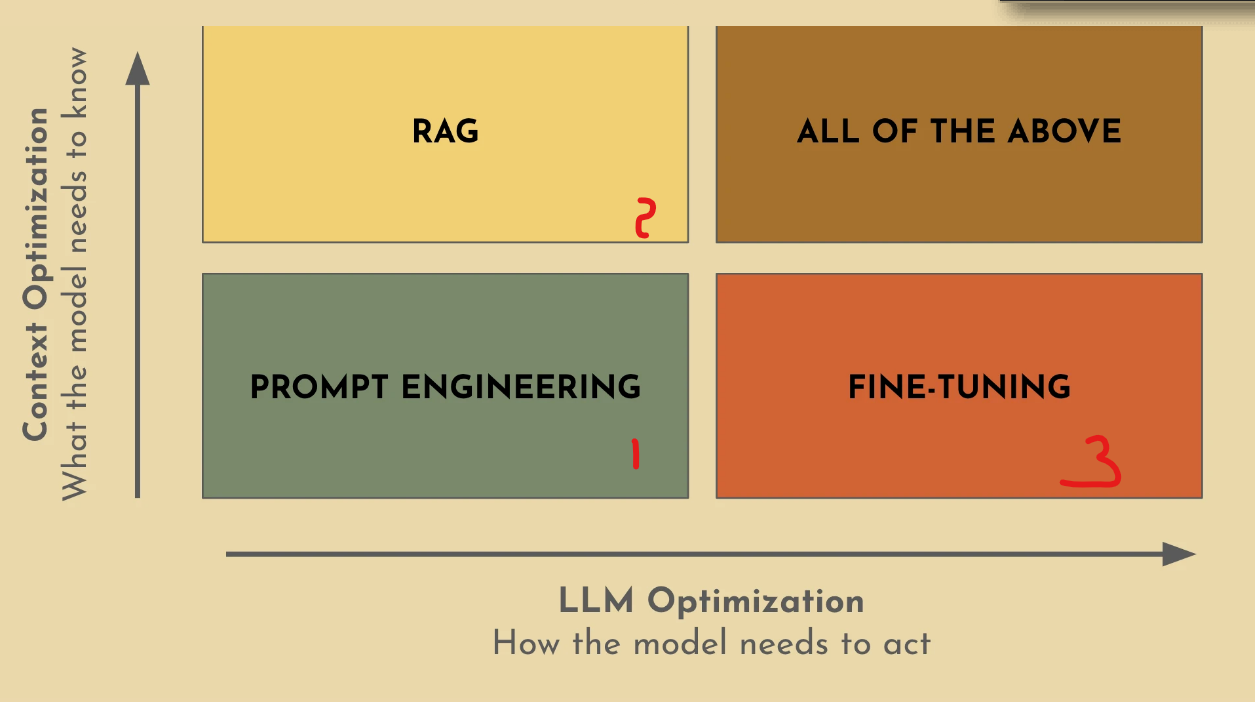 Context Optimization
What the model needs to know
RAG
2
ALL OF THE ABOVE
PROMPT ENGINEERING
1
FINE-TUNING
3
LLM Optimization
How the model needs to act